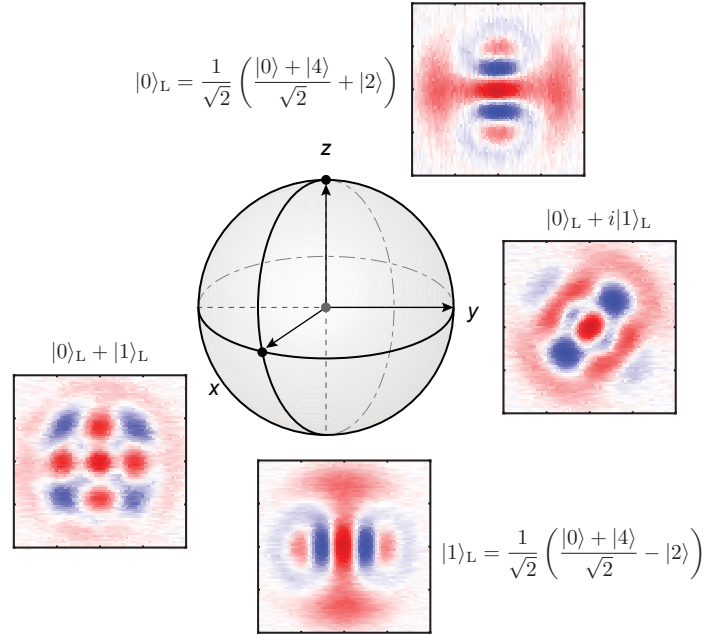 |0⟩_L = 1/√2 ( (|0⟩ + |4⟩)/√2 + |2⟩ )
z
|0⟩_L + i|1⟩_L
y
|0⟩_L + |1⟩_L
x
|1⟩_L = 1/√2 ( (|0⟩ + |4⟩)/√2 − |2⟩ )